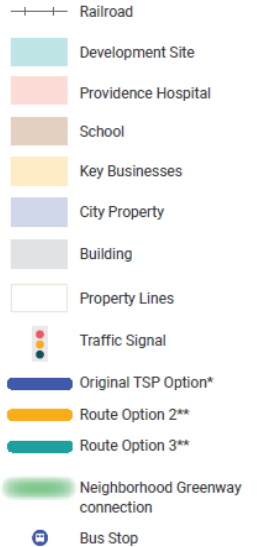 Railroad
Development Site
Providence Hospital
School
Key Businesses
City Property
Building
Property Lines
Traffic Signal
Original TSP Option*
Route Option 2**
Route Option 3**
Neighborhood Greenway
connection
Bus Stop